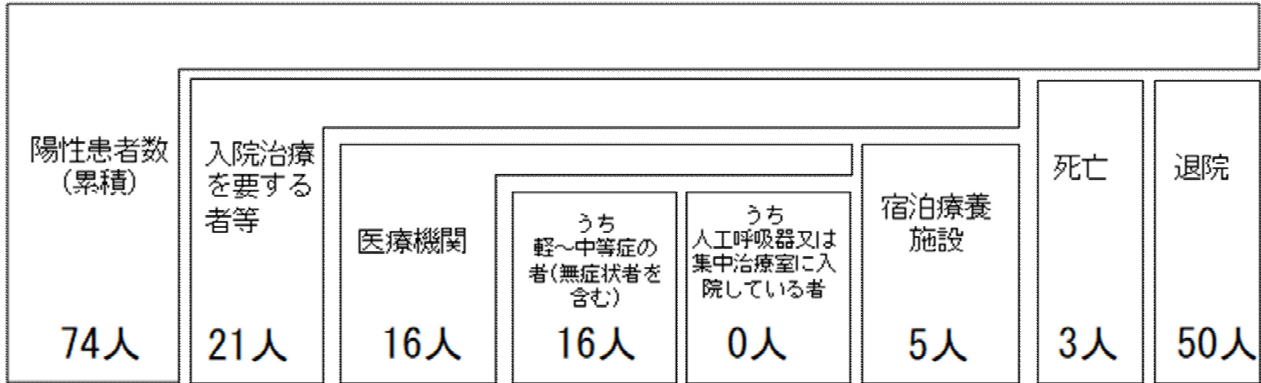 陽性患者数
(累積)
74人
入院治療
を要する
者等
21人
医療機関
16人
うち
軽～中等症の
者(無症状者を
含む)
16人
うち
人工呼吸器又は
集中治療室に入
院している者
0人
宿泊療養
施設
5人
死亡
3人
退院
50人